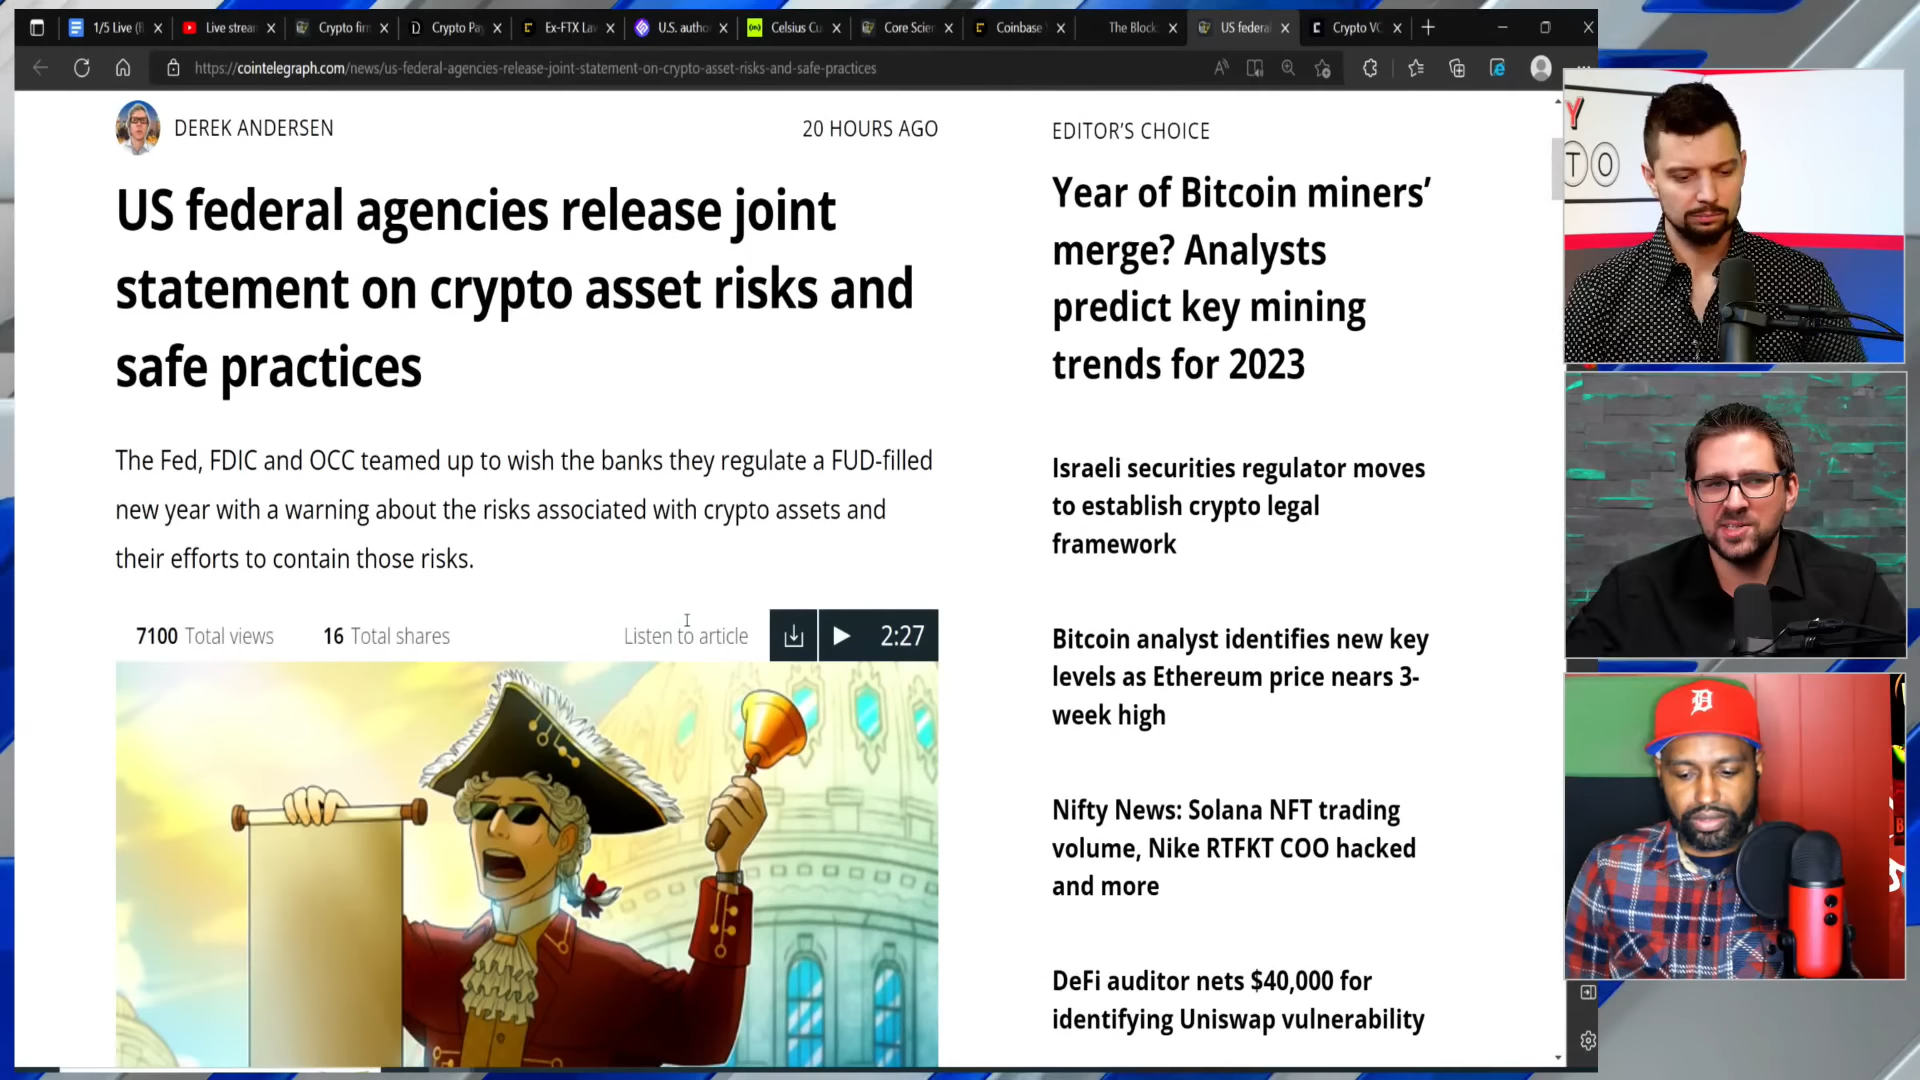 1/5 Live (
Live strean
Crypto fir
Crypto Pa
Ex-FTX La
U.S. autho
Celsius Cu
Core Scien
Coinbase
The Block
US federal
Crypto VC
https://cointelegraph.com/news/us-federal-agencies-release-joint-statement-on-crypto-asset-risks-and-safe-practices
DEREK ANDERSEN
20 HOURS AGO
US federal agencies release joint
statement on crypto asset risks and
safe practices
The Fed, FDIC and OCC teamed up to wish the banks they regulate a FUD-filled
new year with a warning about the risks associated with crypto assets and
their efforts to contain those risks.
7100 Total views
16 Total shares
Listen to article
2:27
EDITOR'S CHOICE
Year of Bitcoin miners’
merge? Analysts
predict key mining
trends for 2023
Israeli securities regulator moves
to establish crypto legal
framework
Bitcoin analyst identifies new key
levels as Ethereum price nears 3-
week high
Nifty News: Solana NFT trading
volume, Nike RTFKT COO hacked
and more
DeFi auditor nets $40,000 for
identifying Uniswap vulnerability
Y
TO
D